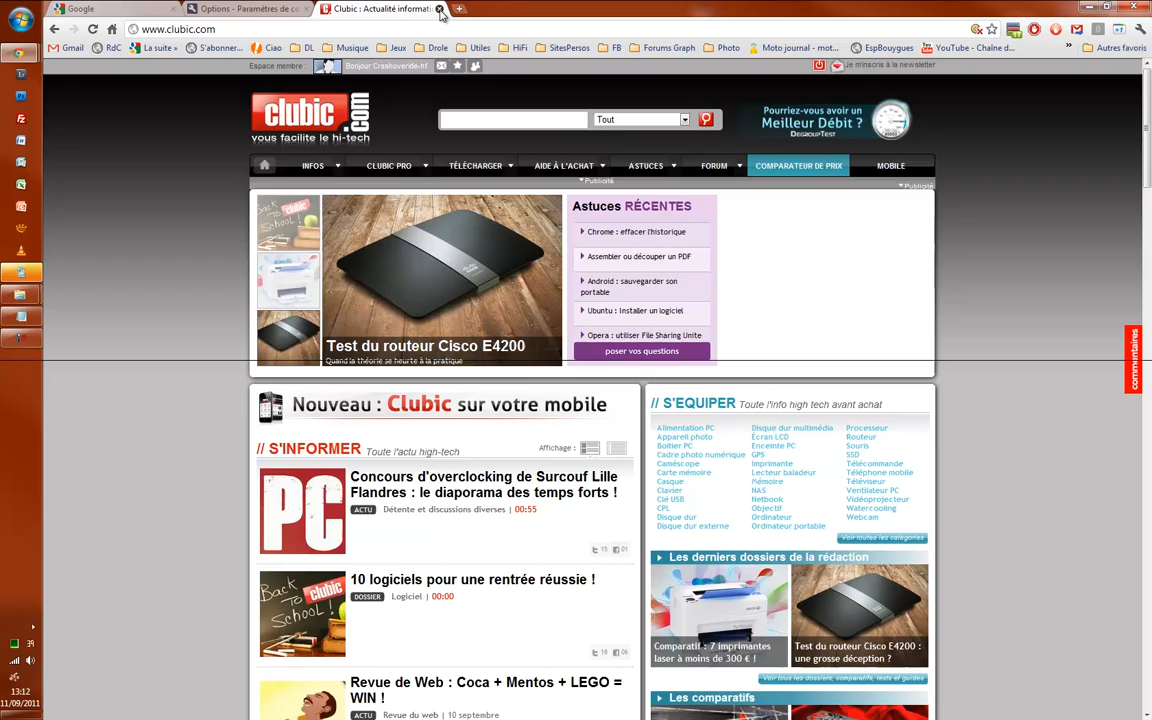 Google
Options - Paramètres de co
Clubic : Actualité informati
www.clubic.com
Gmail
RdC
La suite »
S'abonner...
Ciao
DL
Musique
Jeux
Drole
Utiles
HiFi
SitesPersos
FB
Forums Graph
Photo
Moto journal - mot...
EspBouygues
YouTube - Chaîne d...
»
Autres favoris
Espace membre :
Bonjour Crashoveride-hf
Je m'inscris à la newsletter
clubic.com
vous facilite le hi-tech
Tout
Pourriez-vous avoir un
Meilleur Débit ?
DEGROUPTEST
INFOS
CLUBIC PRO
TÉLÉCHARGER
AIDE À L'ACHAT
ASTUCES
FORUM
COMPARATEUR DE PRIX
MOBILE
Publicité
Publicité
Astuces RÉCENTES
Chrome : effacer l'historique
Assembler ou découper un PDF
Android : sauvegarder son
portable
Ubuntu : Installer un logiciel
Opera : utiliser File Sharing Unite
poser vos questions
Test du routeur Cisco E4200
Quand la théorie se heurte à la pratique
commentaires
Nouveau : Clubic sur votre mobile
// S'INFORMER Toute l'actu high-tech
Affichage :
PC
Concours d'overclocking de Surcouf Lille
Flandres : le diaporama des temps forts !
ACTU Détente et discussions diverses | 00:55
15 01
BACK TO SCHOOL!
clubic
10 logiciels pour une rentrée réussie !
DOSSIER Logiciel | 00:00
18 06
Revue de Web : Coca + Mentos + LEGO =
WIN !
ACTU Revue du web | 10 septembre
// S'EQUIPER Toute l'info high tech avant achat
Alimentation PC
Appareil photo
Boîtier PC
Cadre photo numérique
Caméscope
Carte mémoire
Casque
Clavier
Clé USB
CPL
Disque dur
Disque dur externe
Disque dur multimédia
Écran LCD
Enceinte PC
GPS
Imprimante
Lecteur baladeur
Mémoire
NAS
Netbook
Objectif
Ordinateur
Ordinateur portable
Processeur
Routeur
Souris
SSD
Télécommande
Téléphone mobile
Téléviseur
Ventilateur PC
Vidéoprojecteur
Watercooling
Webcam
Voir toutes les catégories
Les derniers dossiers de la rédaction
Comparatif : 7 imprimantes
laser à moins de 300 € !
Test du routeur Cisco E4200 :
une grosse déception ?
Voir tous les dossiers, comparatifs, tests et guides
Les comparatifs
39
13:12
11/09/2011